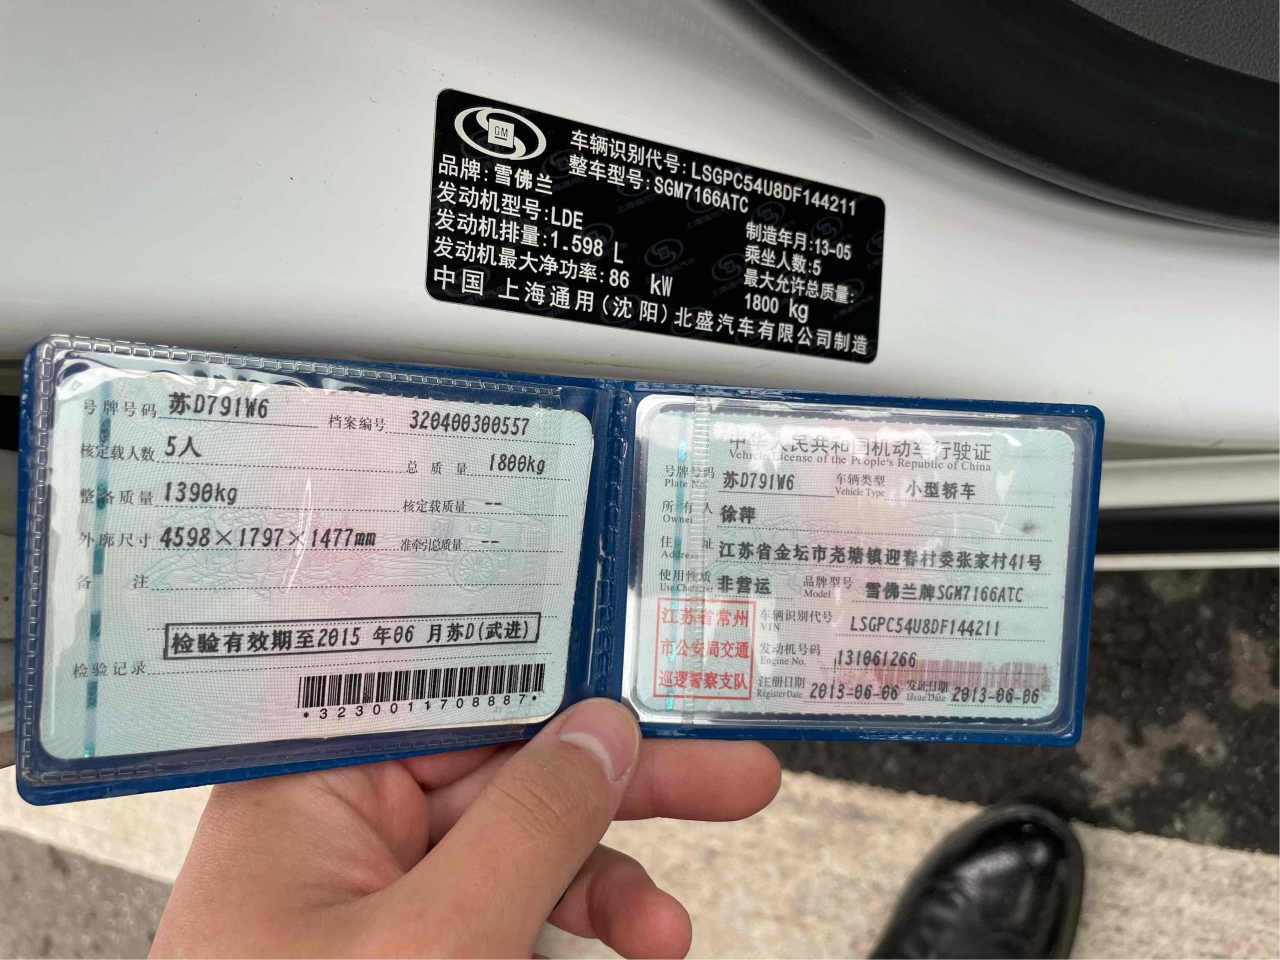 GM
车辆识别代号:LSGPC54U8DF144211
整车型号:SGM7166ATC
品牌:雪佛兰
发动机型号:LDE
制造年月:13-05
发动机排量:1.598 L
乘坐人数:5
发动机最大净功率:86 kW
最大允许总质量:
1800 kg
中国 上海通用(沈阳)北盛汽车有限公司制造
号牌号码 苏D791W6 档案编号 320400300557
核定载人数 5人 总质量 1800kg
整备质量 1390kg 核定载质量 --
外廓尺寸 4598×1797×1477mm 准牵引总质量 --
备注
检验有效期至2015 年06 月苏D(武进)
检验记录
*3230011708887*
中华人民共和国机动车行驶证
Vehicle License of the People's Republic of China
号牌号码 苏D791W6 车辆类型 小型轿车
Plate No. Vehicle Type
所有人 徐萍
Owner
住址 江苏省金坛市尧塘镇迎春村委张家村41号
Address
使用性质 非营运 品牌型号 雪佛兰牌SGM7166ATC
Use Character Model
江苏省常州
市公安局交通
巡逻警察支队
车辆识别代号 LSGPC54U8DF144211
VIN
发动机号码 131061266
Engine No.
注册日期 2013-06-06 发证日期 2013-06-06
Register Date Issue Date